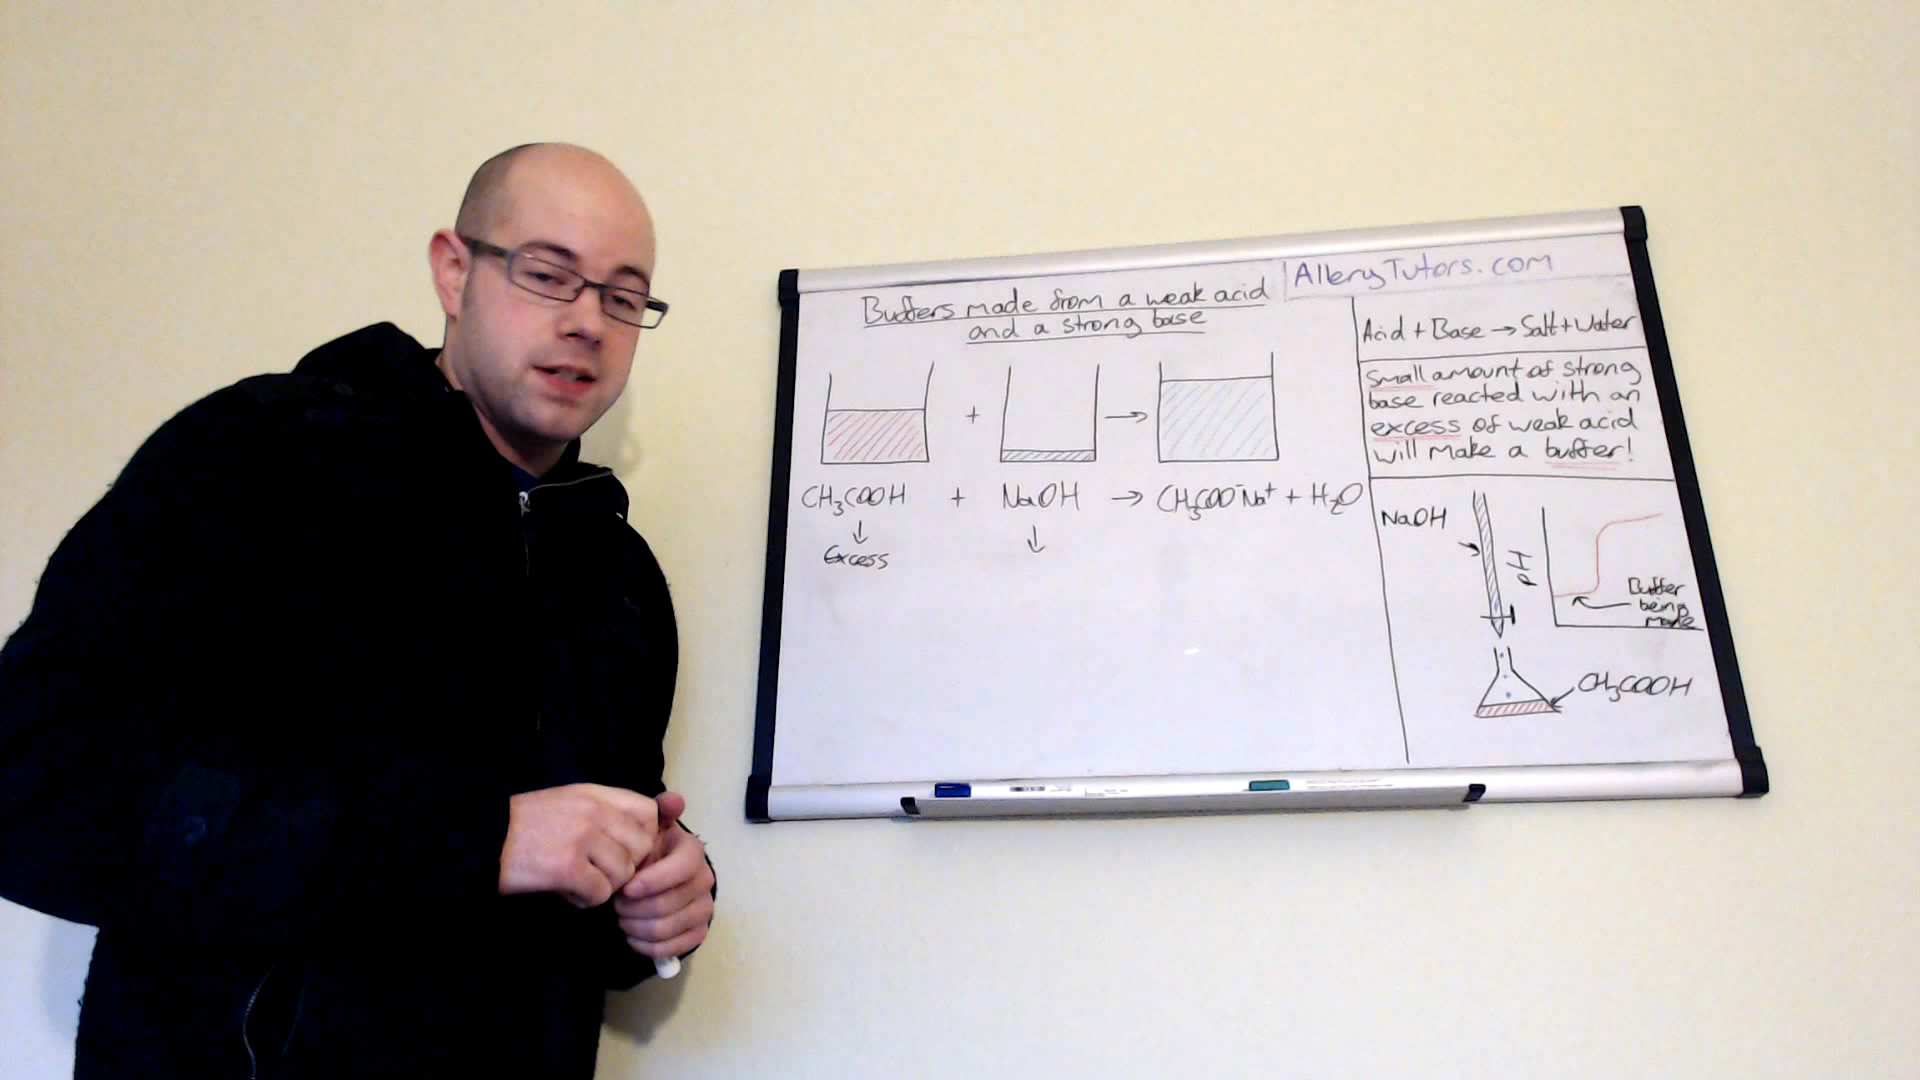 Buffers made from a weak acid
and a strong base
AlleryTutors.com
Acid + Base → Salt + Water
Small amount of strong
base reacted with an
excess of weak acid
will make a buffer!
+ →
CH₃COOH + NaOH → CH₃COO⁻Na⁺ + H₂O
↓ ↓
Excess
NaOH
pH
Buffer
being
made
CH₃COOH